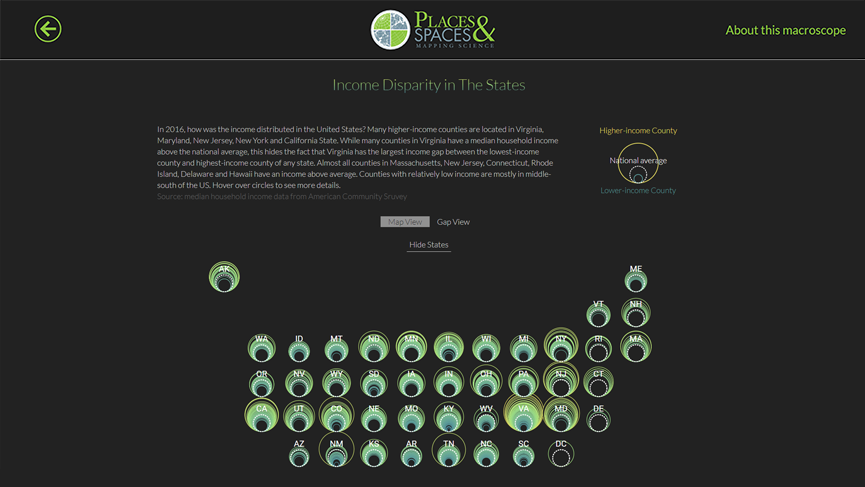 PLACES &
SPACES
MAPPING SCIENCE
About this macroscope
Income Disparity in The States
In 2016, how was the income distributed in the United States? Many higher-income counties are located in Virginia,
Maryland, New Jersey, New York and California State. While many counties in Virginia have a median household income
above the national average, this hides the fact that Virginia has the largest income gap between the lowest-income
county and highest-income county of any state. Almost all counties in Massachusetts, New Jersey, Connecticut, Rhode
Island, Delaware and Hawaii have an income above average. Counties with relatively low income are mostly in middle-
south of the US. Hover over circles to see more details.
Source: median household income data from American Community Sruvey
Higher-income County
National average
Lower-income County
Map View Gap View
Hide States
AK ME
VT NH
WA ID MT ND MN IL WI MI NY RI MA
OR NV WY SD IA IN OH PA NJ CT
CA UT CO NE MO KY WV VA MD DE
AZ NM KS AR TN NC SC DC